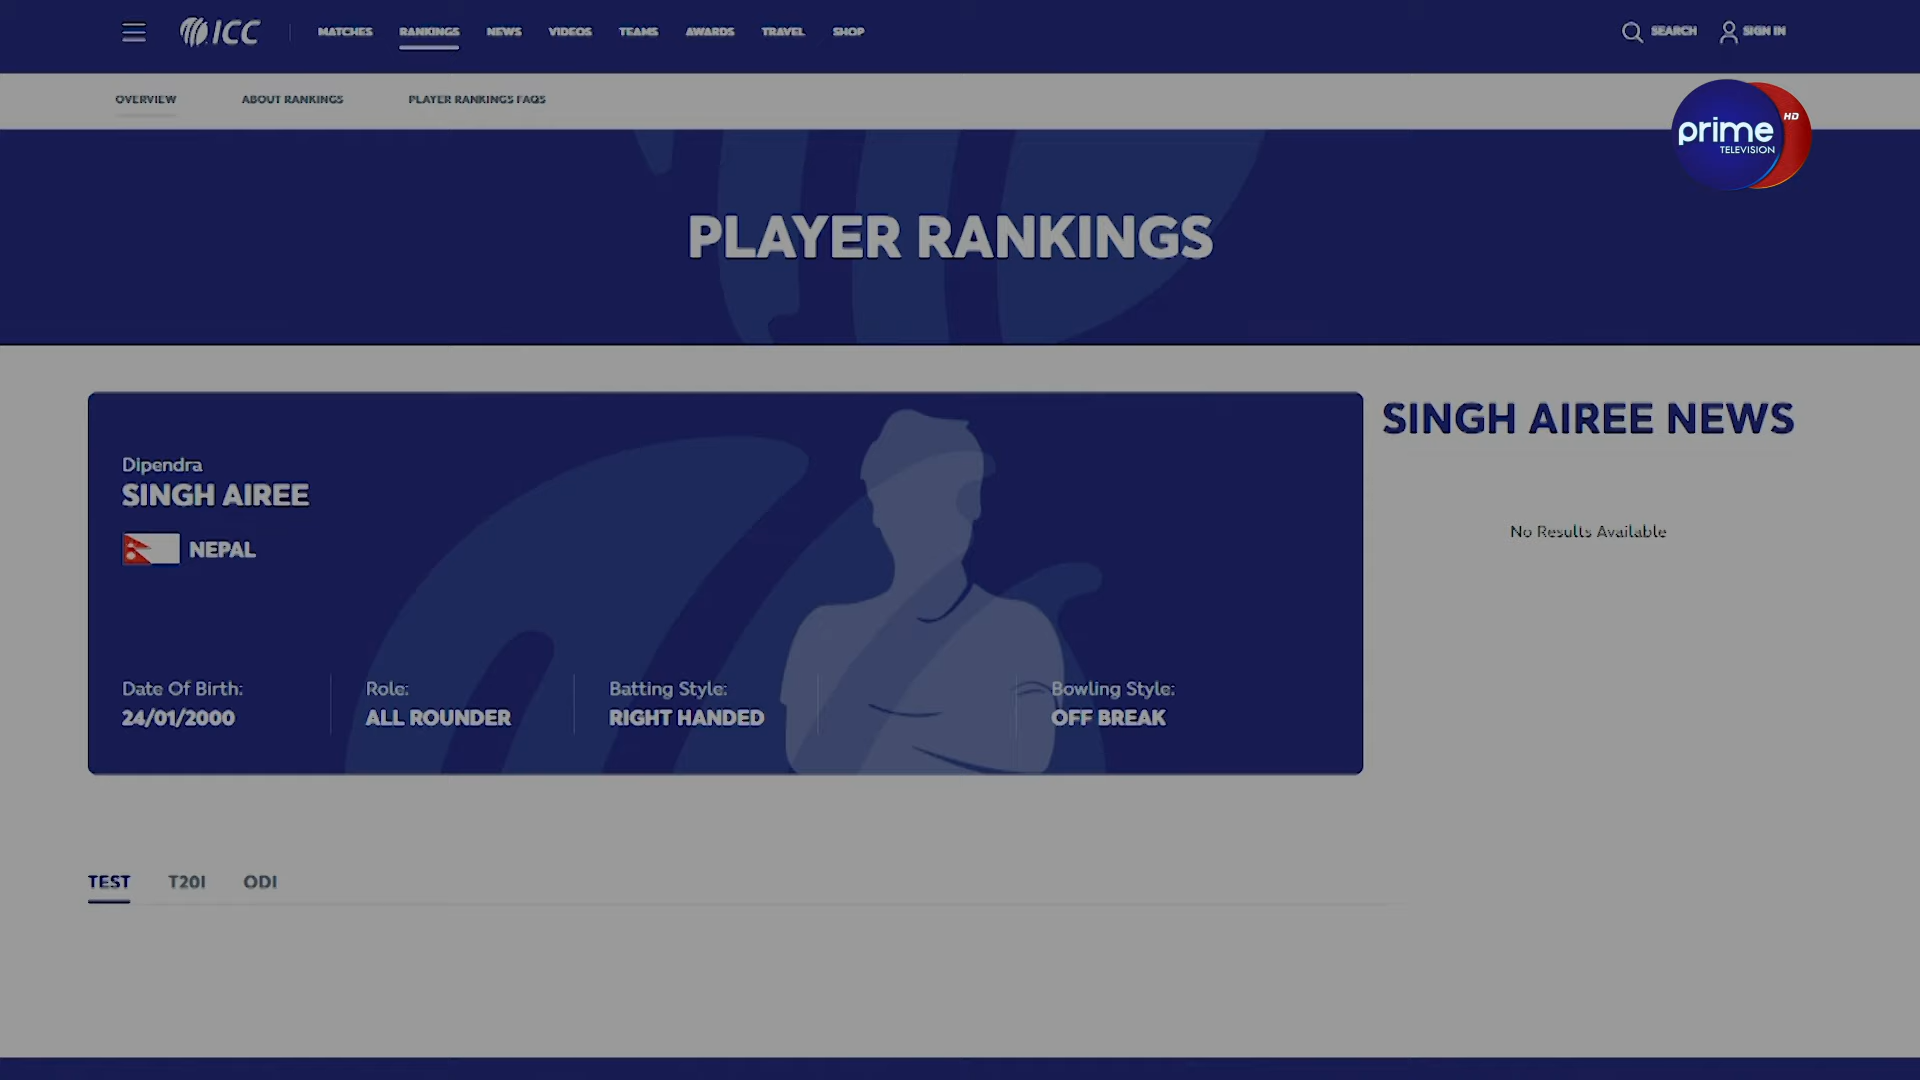 ICC
MATCHES
RANKINGS
NEWS
VIDEOS
TEAMS
AWARDS
TRAVEL
SHOP
SEARCH
SIGN IN
OVERVIEW
ABOUT RANKINGS
PLAYER RANKINGS FAQS
prime HD
TELEVISION
PLAYER RANKINGS
Dipendra
SINGH AIREE
NEPAL
Date Of Birth:
24/01/2000
Role:
ALL ROUNDER
Batting Style:
RIGHT HANDED
Bowling Style:
OFF BREAK
SINGH AIREE NEWS
No Results Available
TEST
T20I
ODI